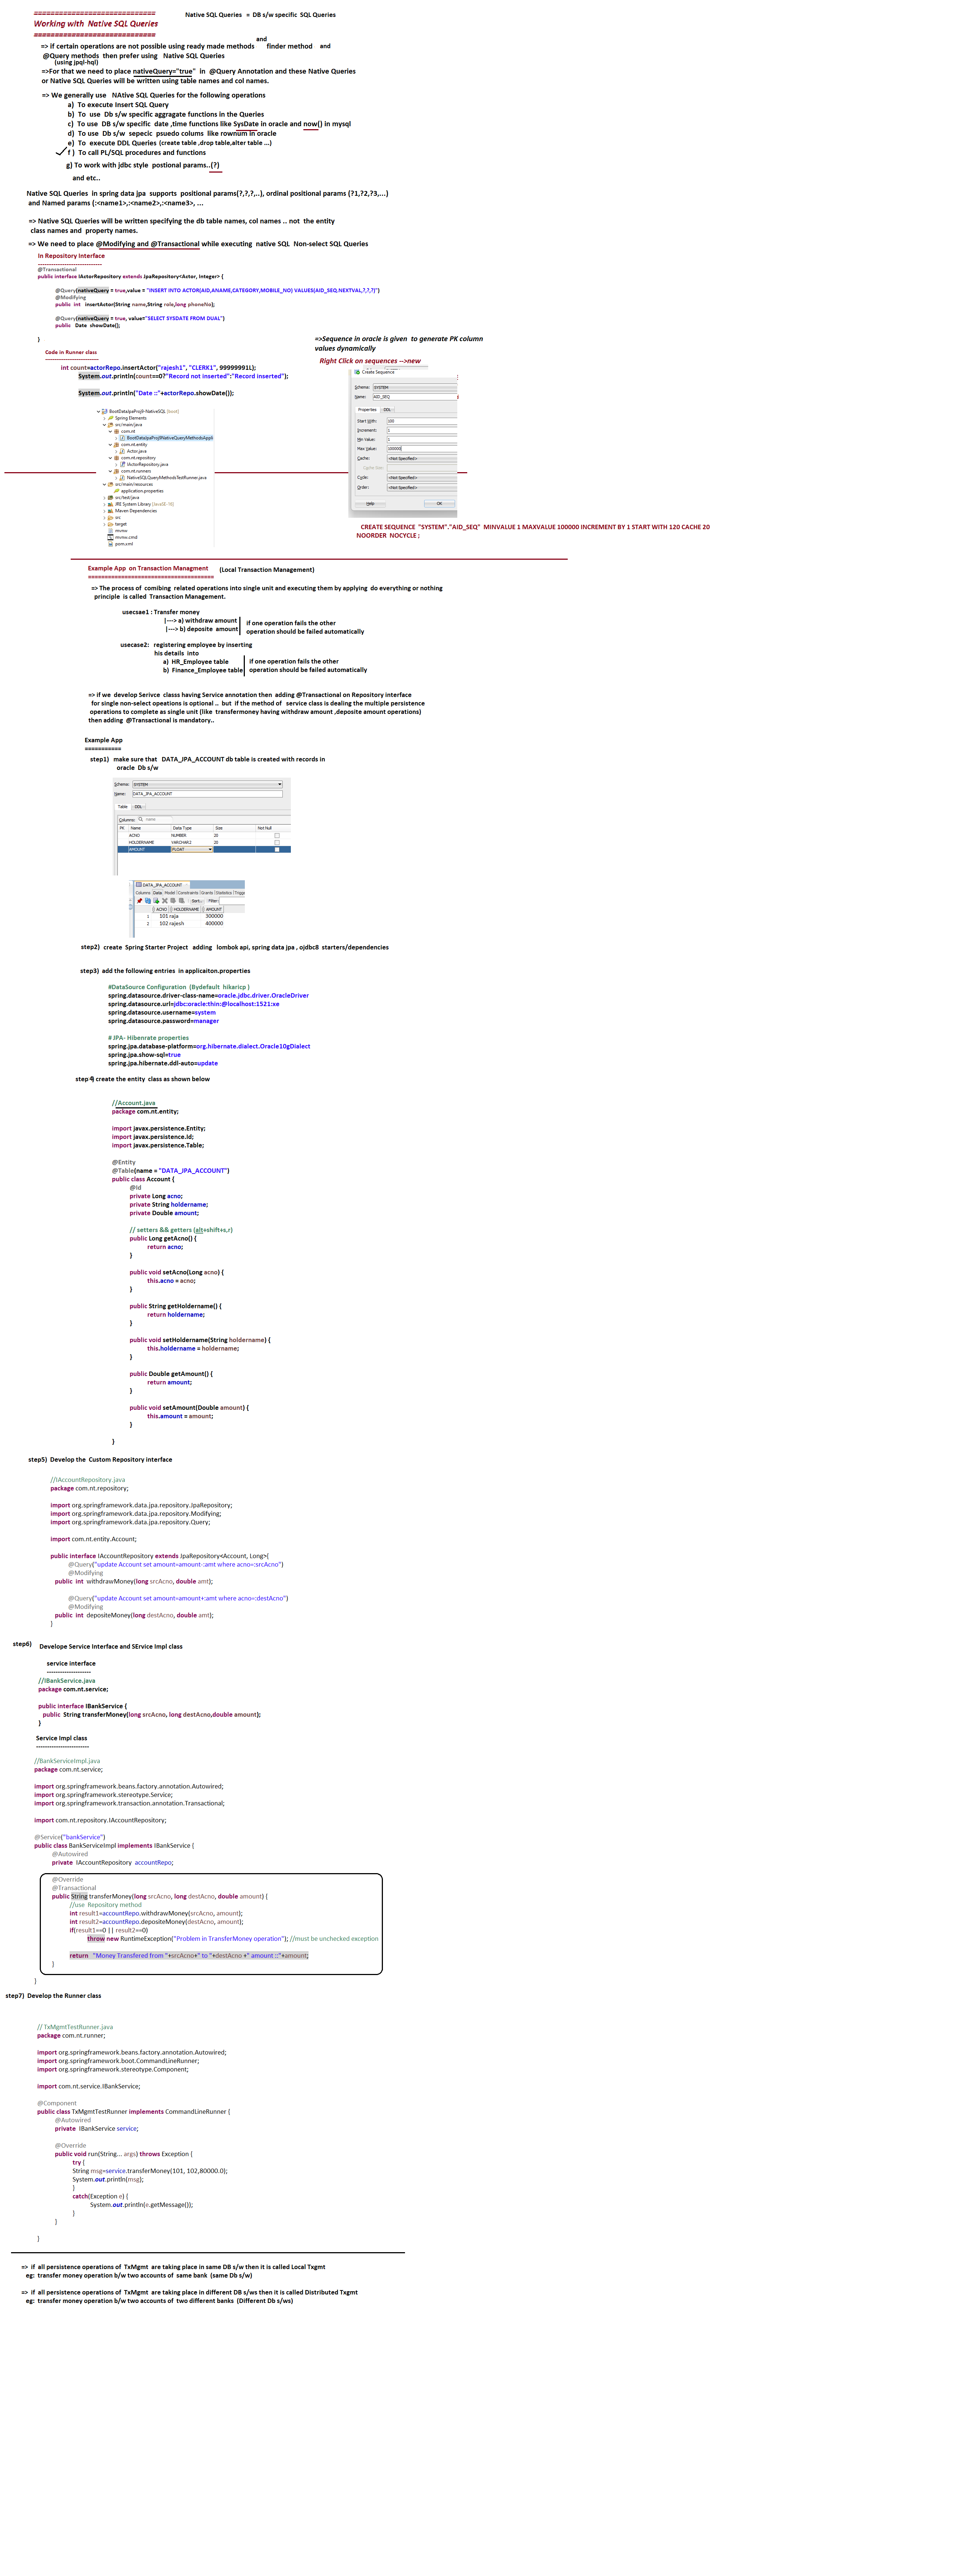 ============================
Working with  Native SQL Queries
============================
Native SQL Queries   =  DB s/w specific  SQL Queries
and
=> if certain operations are not possible using ready made methods       finder method    and
@Query methods  then prefer using   Native SQL Queries
(using jpql-hql)
=>For that we need to place nativeQuery="true"  in  @Query Annotation and these Native Queries
or Native SQL Queries will be written using table names and col names.
=> We generally use   NAtive SQL Queries for the following operations
a)  To execute Insert SQL Query
b)  To  use  Db s/w specific aggragate functions in the Queries
c)  To use  DB s/w specific  date ,time functions like SysDate in oracle and now() in mysql
d)  To use  Db s/w  sepecic  psuedo colums  like rownum in oracle
e)  To  execute DDL Queries (create table ,drop table,alter table ...)
f )  To call PL/SQL procedures and functions
g) To work with jdbc style  postional params..(?)
and etc..
Native SQL Queries  in spring data jpa  supports  positional params(?,?,?,..), ordinal positional params (?1,?2,?3,...)
and Named params (:<name1>,:<name2>,:<name3>, ...
=> Native SQL Queries will be written specifying the db table names, col names .. not  the entity
class names and  property names.
=> We need to place @Modifying and @Transactional while executing  native SQL  Non-select SQL Queries
In Repository Interface
-----------------------------
@Transactional
public interface IActorRepository extends JpaRepository<Actor, Integer> {
@Query(nativeQuery = true,value = "INSERT INTO ACTOR(AID,ANAME,CATEGORY,MOBILE_NO) VALUES(AID_SEQ.NEXTVAL,?,?,?)")
@Modifying
public  int   insertActor(String name,String role,long phoneNo);
@Query(nativeQuery = true, value="SELECT SYSDATE FROM DUAL")
public   Date  showDate();
}
=>Sequence in oracle is given  to generate PK column
values dynamically
Right Click on sequences -->new
Code in Runner class
------------------------
int count=actorRepo.insertActor("rajesh1", "CLERK1", 99999991L);
System.out.println(count==0?"Record not inserted":"Record inserted");
System.out.println("Date ::"+actorRepo.showDate());
Create Sequence
Schema: SYSTEM
Name: AID_SEQ
Properties DDL
Start With: 100
Increment: 1
Min Value: 1
Max Value: 100000
Cache: <Not Specified>
Cache Size:
Cycle: <Not Specified>
Order: <Not Specified>
Help OK
BootDataJpaProj9-NativeSQL [boot]
Spring Elements
src/main/java
com.nt
BootDataJpaProj9NativeQueryMethodsAppli
com.nt.entity
Actor.java
com.nt.repository
IActorRepository.java
com.nt.runners
NativeSQLQueryMethodsTestRunner.java
src/main/resources
application.properties
src/test/java
JRE System Library [JavaSE-16]
Maven Dependencies
src
target
mvnw
mvnw.cmd
pom.xml
CREATE SEQUENCE  "SYSTEM"."AID_SEQ"  MINVALUE 1 MAXVALUE 100000 INCREMENT BY 1 START WITH 120 CACHE 20
NOORDER  NOCYCLE ;
Example App  on Transaction Managment     (Local Transaction Management)
======================================
=> The process of  comibing  related operations into single unit and executing them by applying  do everything or nothing
principle  is called  Transaction Management.
usecsae1 : Transfer money
|---> a) withdraw amount
|---> b) deposite  amount
if one operation fails the other
operation should be failed automatically
usecase2:   registering employee by inserting
his details  into
a)  HR_Employee table
b)  Finance_Employee table
if one operation fails the other
operation should be failed automatically
=> if we  develop Serivce  classs having Service annotation then  adding @Transactional on Repository interface
for single non-select opeations is optional ..  but  if the method of   service class is dealing the multiple persistence
operations to complete as single unit (like  transfermoney having withdraw amount ,deposite amount operations)
then adding  @Transactional is mandatory..
Example App
===========
step1)   make sure that   DATA_JPA_ACCOUNT db table is created with records in
oracle  Db s/w
Schema: SYSTEM
Name: DATA_JPA_ACCOUNT
Table DDL
Columns: name
PK Name Data Type Size Not Null
ACNO NUMBER 20
HOLDERNAME VARCHAR2 20
AMOUNT FLOAT
DATA_JPA_ACCOUNT
Columns Data Model Constraints Grants Statistics Trigge
Sort.. Filter:
ACNO HOLDERNAME AMOUNT
1 101 raja 300000
2 102 rajesh 400000
step2)  create  Spring Starter Project   adding   lombok api, spring data jpa , ojdbc8  starters/dependencies
step3)  add the following entries  in applicaiton.properties
#DataSource Configuration  (Bydefault  hikaricp )
spring.datasource.driver-class-name=oracle.jdbc.driver.OracleDriver
spring.datasource.url=jdbc:oracle:thin:@localhost:1521:xe
spring.datasource.username=system
spring.datasource.password=manager
# JPA- Hibenrate properties
spring.jpa.database-platform=org.hibernate.dialect.Oracle10gDialect
spring.jpa.show-sql=true
spring.jpa.hibernate.ddl-auto=update
step 4) create the entity  class as shown below
//Account.java
package com.nt.entity;
import javax.persistence.Entity;
import javax.persistence.Id;
import javax.persistence.Table;
@Entity
@Table(name = "DATA_JPA_ACCOUNT")
public class Account {
@Id
private Long acno;
private String holdername;
private Double amount;
// setters && getters (alt+shift+s,r)
public Long getAcno() {
return acno;
}
public void setAcno(Long acno) {
this.acno = acno;
}
public String getHoldername() {
return holdername;
}
public void setHoldername(String holdername) {
this.holdername = holdername;
}
public Double getAmount() {
return amount;
}
public void setAmount(Double amount) {
this.amount = amount;
}
}
step5)  Develop the  Custom Repository interface
//IAccountRepository.java
package com.nt.repository;
import org.springframework.data.jpa.repository.JpaRepository;
import org.springframework.data.jpa.repository.Modifying;
import org.springframework.data.jpa.repository.Query;
import com.nt.entity.Account;
public interface IAccountRepository extends JpaRepository<Account, Long>{
@Query("update Account set amount=amount-:amt where acno=:srcAcno")
@Modifying
public  int  withdrawMoney(long srcAcno, double amt);
@Query("update Account set amount=amount+:amt where acno=:destAcno")
@Modifying
public  int  depositeMoney(long destAcno, double amt);
}
step6)    Develope Service Interface and SErvice Impl class
service interface
--------------------
//IBankService.java
package com.nt.service;
public interface IBankService {
public  String transferMoney(long srcAcno, long destAcno,double amount);
}
Service Impl class
------------------------
//BankServiceImpl.java
package com.nt.service;
import org.springframework.beans.factory.annotation.Autowired;
import org.springframework.stereotype.Service;
import org.springframework.transaction.annotation.Transactional;
import com.nt.repository.IAccountRepository;
@Service("bankService")
public class BankServiceImpl implements IBankService {
@Autowired
private  IAccountRepository  accountRepo;
@Override
@Transactional
public String transferMoney(long srcAcno, long destAcno, double amount) {
//use  Repository method
int result1=accountRepo.withdrawMoney(srcAcno, amount);
int result2=accountRepo.depositeMoney(destAcno, amount);
if(result1==0 || result2==0)
throw new RuntimeException("Problem in TransferMoney operation"); //must be unchecked exception
return   "Money Transfered from "+srcAcno+" to "+destAcno +" amount ::"+amount;
}
}
step7)  Develop the Runner class
// TxMgmtTestRunner.java
package com.nt.runner;
import org.springframework.beans.factory.annotation.Autowired;
import org.springframework.boot.CommandLineRunner;
import org.springframework.stereotype.Component;
import com.nt.service.IBankService;
@Component
public class TxMgmtTestRunner implements CommandLineRunner {
@Autowired
private  IBankService service;
@Override
public void run(String... args) throws Exception {
try {
String msg=service.transferMoney(101, 102,80000.0);
System.out.println(msg);
}
catch(Exception e) {
System.out.println(e.getMessage());
}
}
}
=>  if  all persistence operations of  TxMgmt  are taking place in same DB s/w then it is called Local Txgmt
eg:  transfer money operation b/w two accounts of  same bank  (same Db s/w)
=>  if  all persistence operations of  TxMgmt  are taking place in different DB s/ws then it is called Distributed Txgmt
eg:  transfer money operation b/w two accounts of  two different banks  (Different Db s/ws)